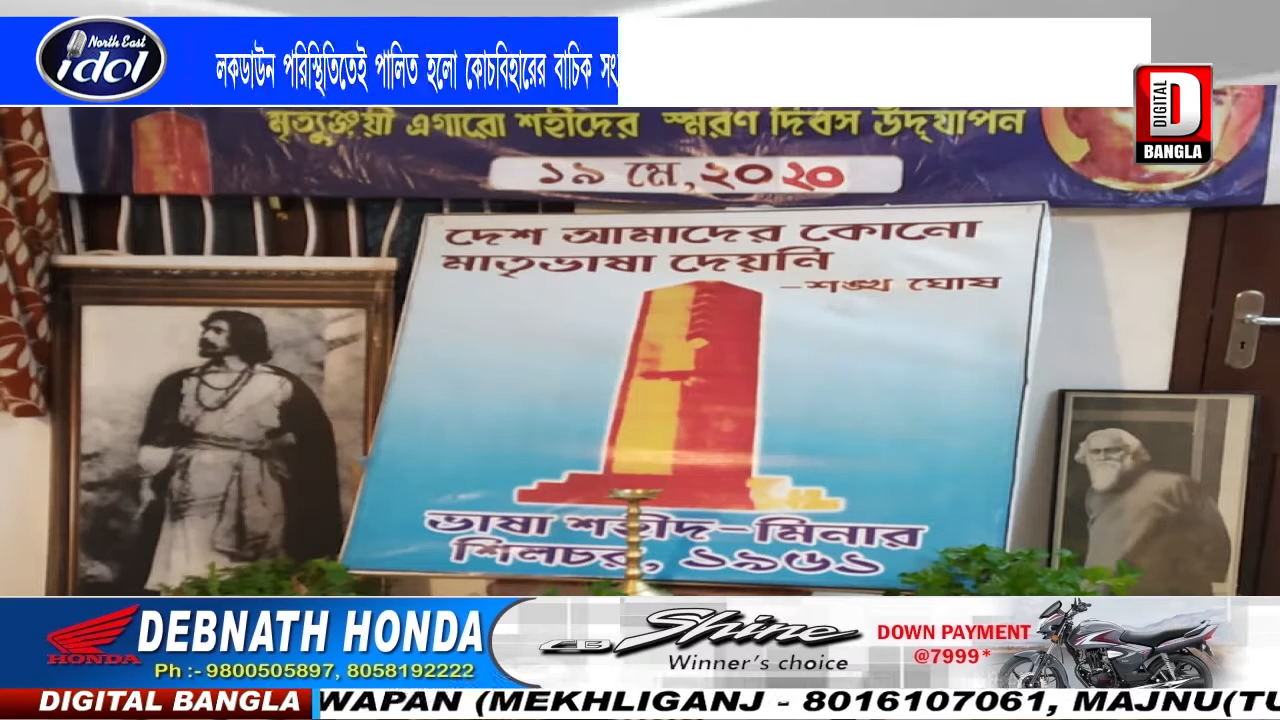 North East
idol
লকডাউন পরিস্থিতিতেই পালিত হলো কোচবিহারের বাচিক সং
DIGITAL
BANGLA
মৃত্যুঞ্জয়ী এগারো শহীদের স্মরণ দিবস উদ্‌যাপন
১৯ মে, ২০২০
দেশ আমাদের কোনো
মাতৃভাষা দেয়নি
-শঙ্খ ঘোষ
ভাষা শহীদ-মিনার
শিলচর, ১৯৬১
HONDA
DEBNATH HONDA
Ph :- 9800505897, 8058192222
CB Shine
Winner's choice
DOWN PAYMENT
@7999*
DIGITAL BANGLA
WAPAN (MEKHLIGANJ - 8016107061, MAJNU(TU